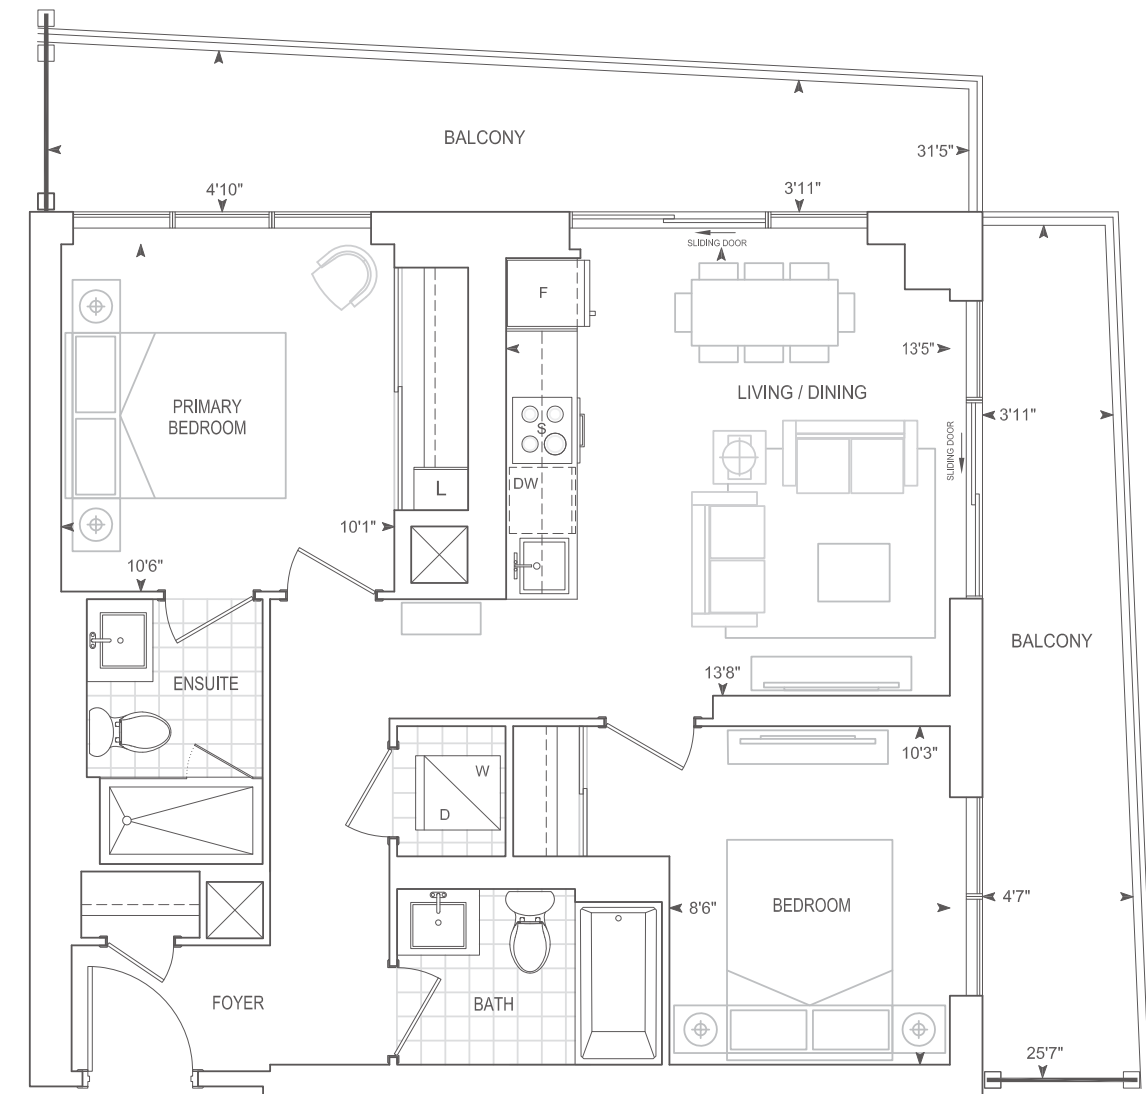 BALCONY
31'5"
4'10"
3'11"
SLIDING DOOR
F
13'5"
LIVING / DINING
PRIMARY
BEDROOM
3'11"
S
SLIDING DOOR
L
DW
10'1"
10'6"
BALCONY
ENSUITE
13'8"
10'3"
W
D
8'6"
BEDROOM
4'7"
FOYER
BATH
25'7"